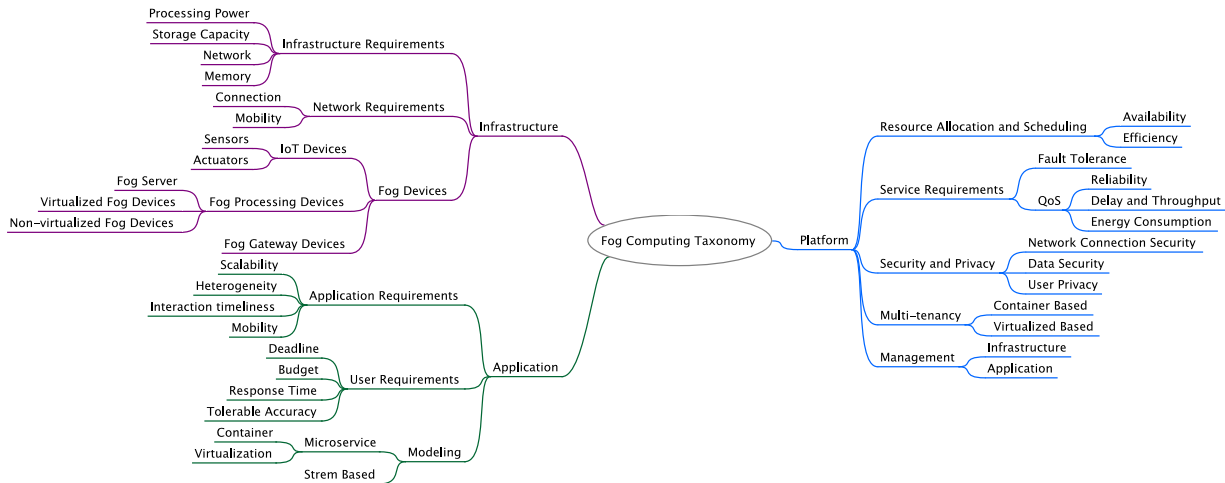 Fog Computing Taxonomy
Infrastructure
Infrastructure Requirements
Processing Power
Storage Capacity
Network
Memory
Network Requirements
Connection
Mobility
Fog Devices
IoT Devices
Sensors
Actuators
Fog Processing Devices
Fog Server
Virtualized Fog Devices
Non-virtualized Fog Devices
Fog Gateway Devices
Application
Application Requirements
Scalability
Heterogeneity
Interaction timeliness
Mobility
User Requirements
Deadline
Budget
Response Time
Tolerable Accuracy
Modeling
Microservice
Container
Virtualization
Strem Based
Platform
Resource Allocation and Scheduling
Availability
Efficiency
Service Requirements
Fault Tolerance
QoS
Reliability
Delay and Throughput
Energy Consumption
Security and Privacy
Network Connection Security
Data Security
User Privacy
Multi-tenancy
Container Based
Virtualized Based
Management
Infrastructure
Application